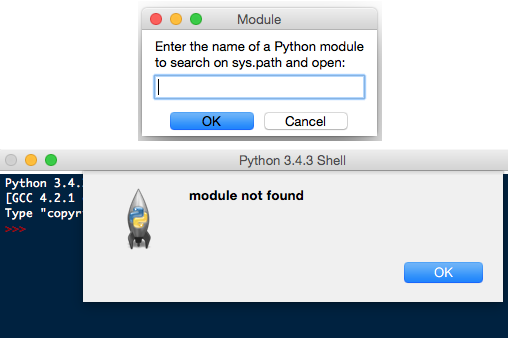 Module
Enter the name of a Python module
to search on sys.path and open:
OK
Cancel
Python 3.4.3 Shell
Python 3.4.
[GCC 4.2.1
Type "copyr
>>>
module not found
OK